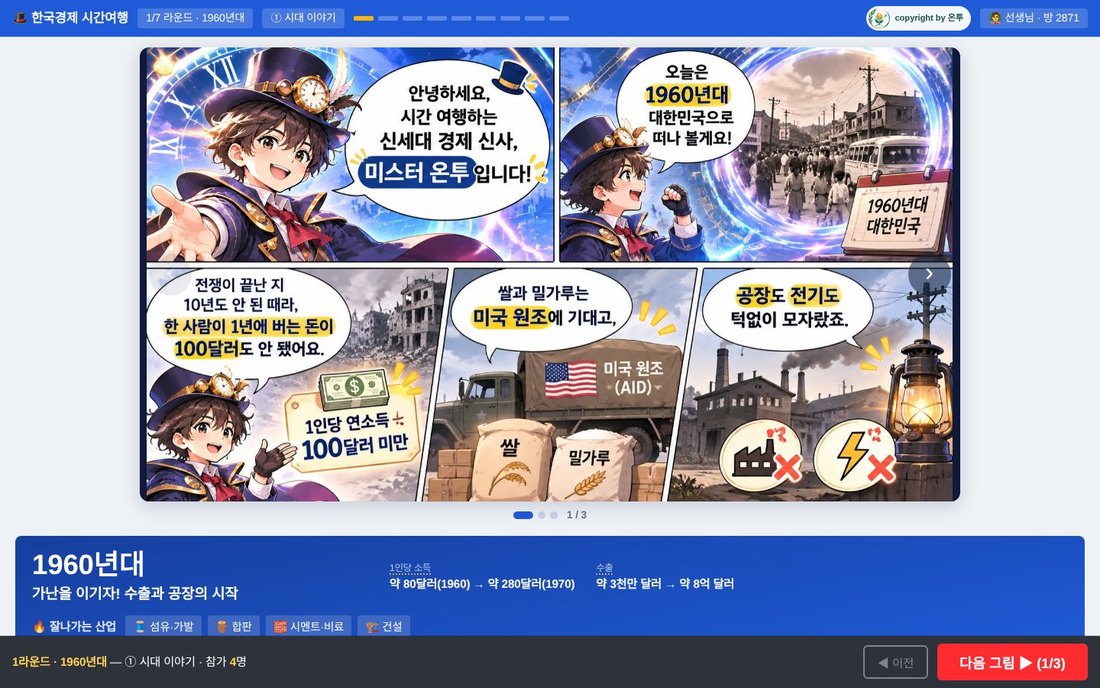 한국경제 시간여행
1/7 라운드 · 1960년대
① 시대 이야기
copyright by 온투
선생님 · 방 2871
안녕하세요,
시간 여행하는
신세대 경제 신사,
미스터 온투입니다!
오늘은
1960년대
대한민국으로
떠나 볼게요!
1960년대
대한민국
전쟁이 끝난 지
10년도 안 된 때라,
한 사람이 1년에 버는 돈이
100달러도 안 됐어요.
1인당 연소득
100달러 미만
쌀과 밀가루는
미국 원조에 기대고,
미국 원조
(AID)
쌀
밀가루
공장도 전기도
턱없이 모자랐죠.
1 / 3
1960년대
가난을 이기자! 수출과 공장의 시작
1인당 소득
약 80달러(1960) → 약 280달러(1970)
수출
약 3천만 달러 → 약 8억 달러
잘나가는 산업
섬유·가발
합판
시멘트·비료
건설
1라운드 · 1960년대 — ① 시대 이야기 · 참가 4명
◀ 이전
다음 그림 ▶ (1/3)